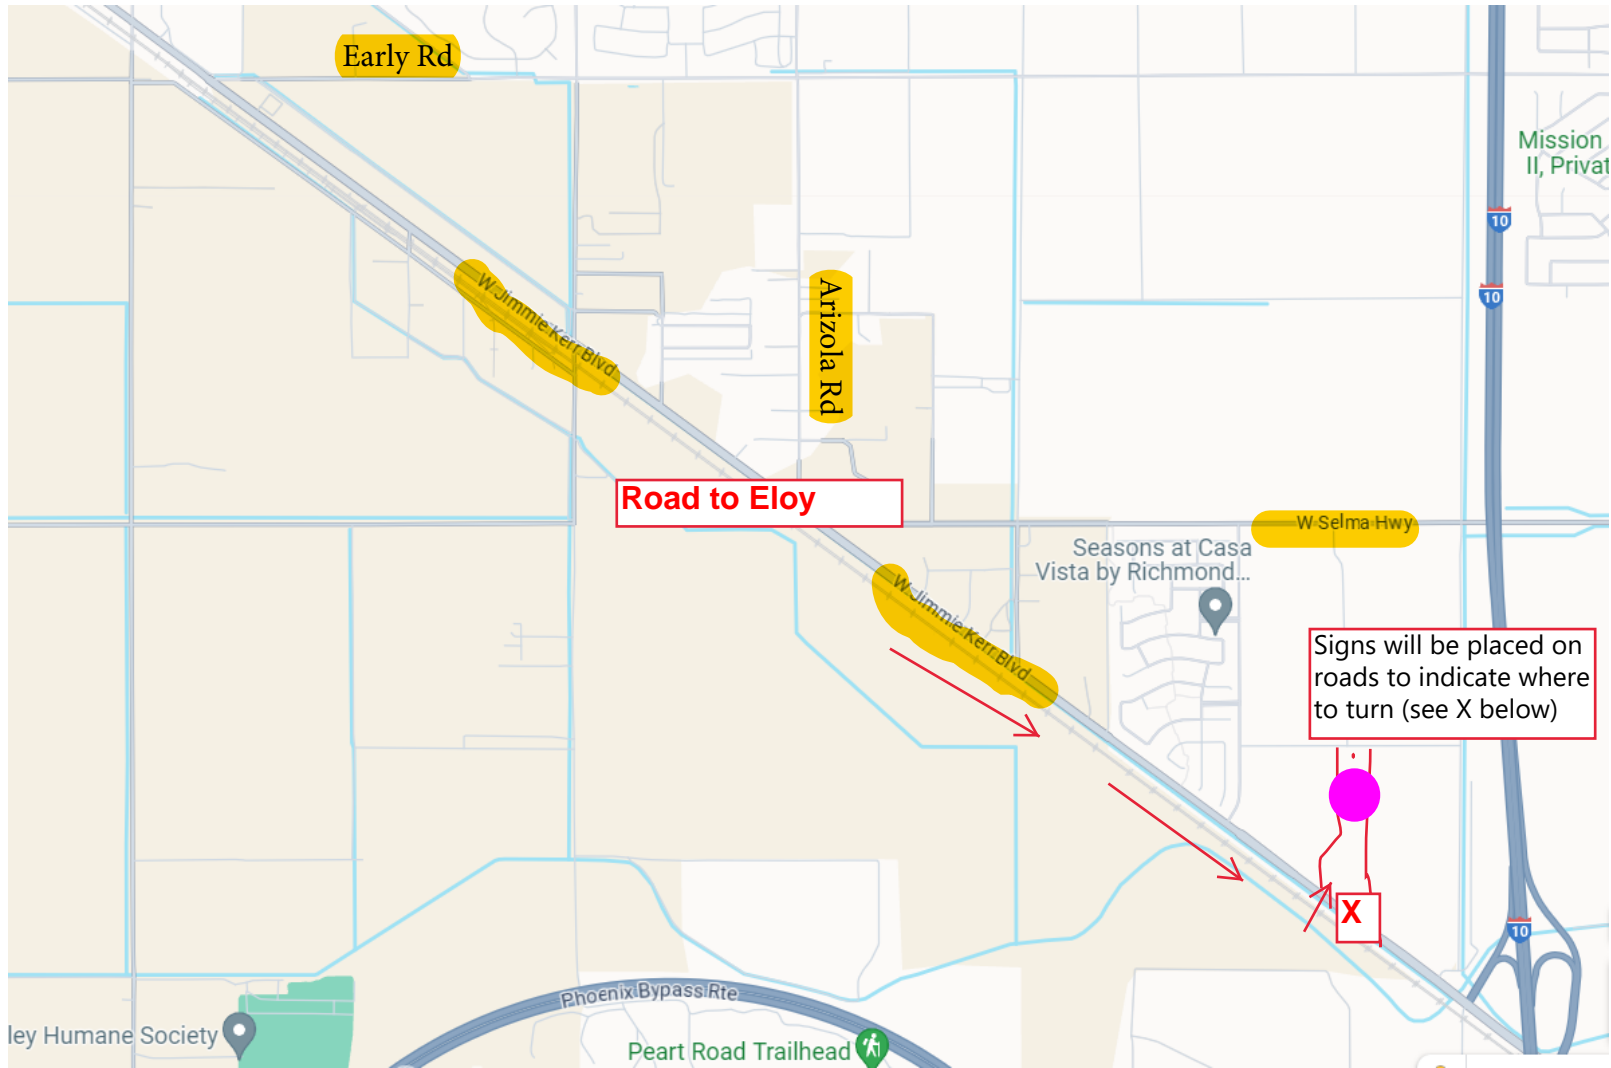 Early Rd
Mission
II, Privat
10
10
W Jimmie Kerr Blvd
Arizola Rd
Road to Eloy
W Selma Hwy
Seasons at Casa
Vista by Richmond...
W Jimmie Kerr Blvd
Signs will be placed on
roads to indicate where
to turn (see X below)
X
10
Phoenix Bypass Rte
ley Humane Society
Peart Road Trailhead